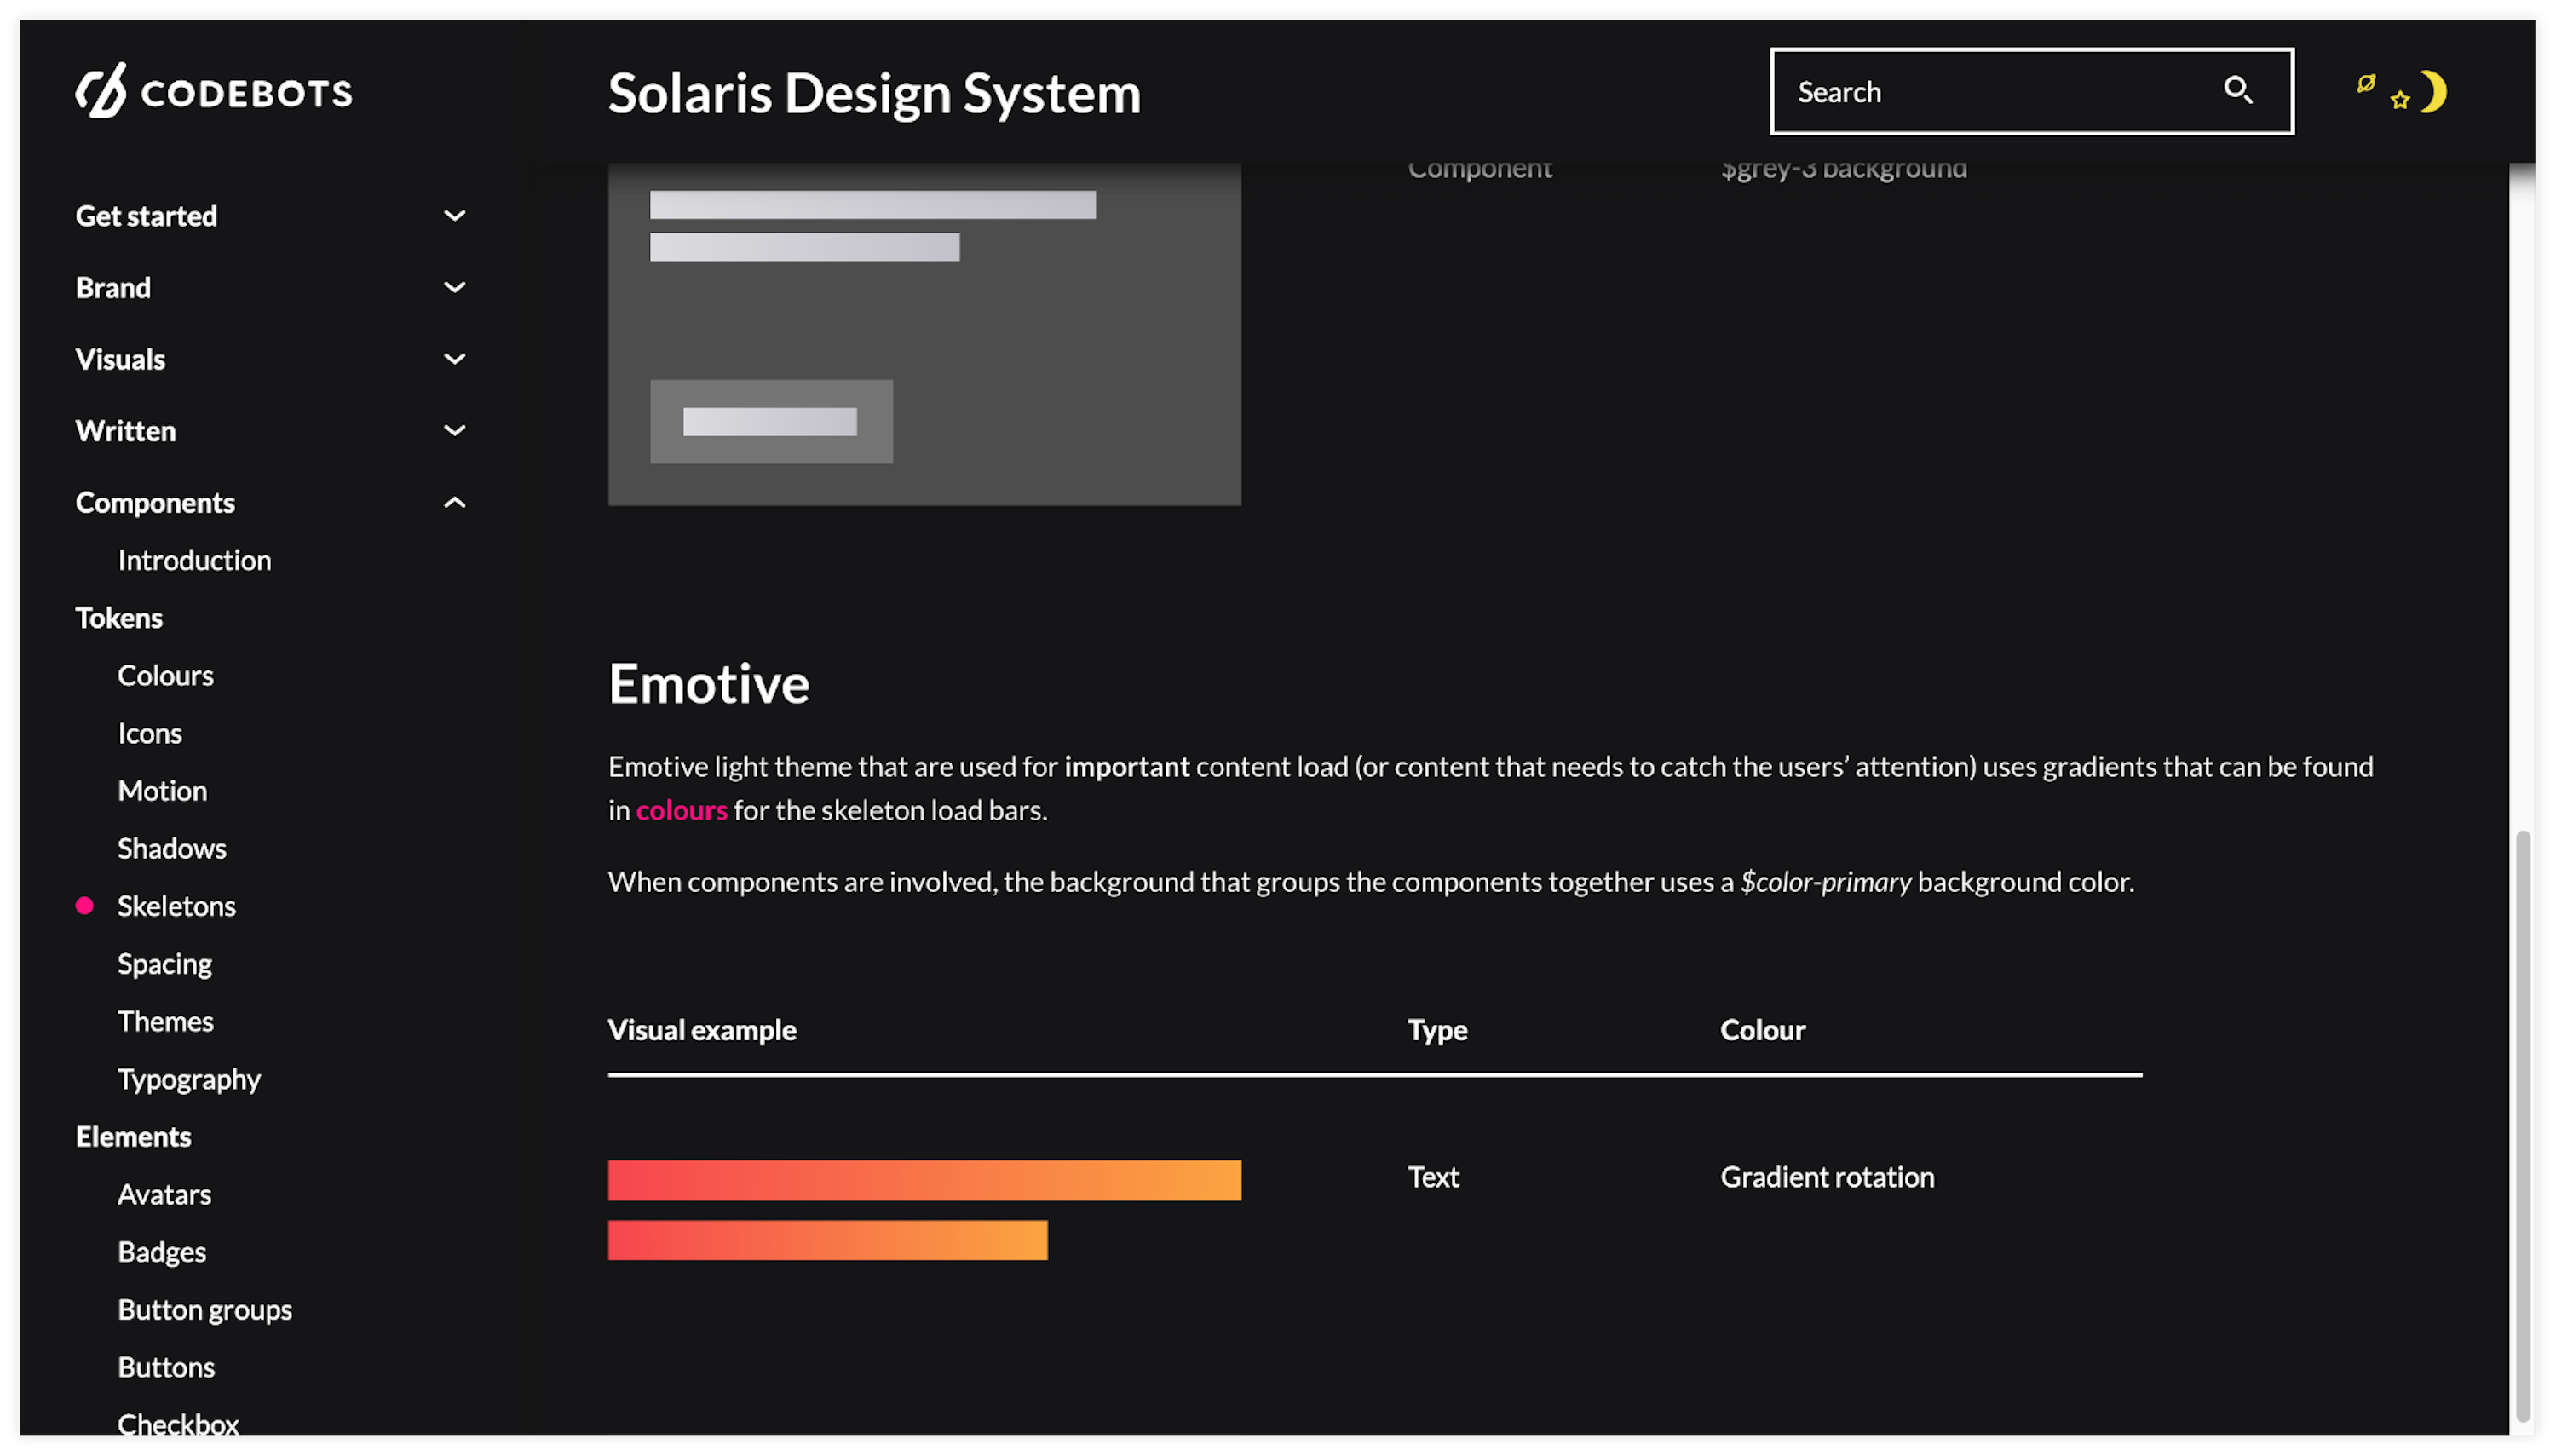 CODEBOTS
Solaris Design System
Search
Get started
Brand
Visuals
Written
Components
Introduction
Tokens
Colours
Icons
Motion
Shadows
Skeletons
Spacing
Themes
Typography
Elements
Avatars
Badges
Button groups
Buttons
Checkbox
Component $grey-3 background
Emotive
Emotive light theme that are used for important content load (or content that needs to catch the users’ attention) uses gradients that can be found
in colours for the skeleton load bars.
When components are involved, the background that groups the components together uses a $color-primary background color.
Visual example Type Colour
Text Gradient rotation